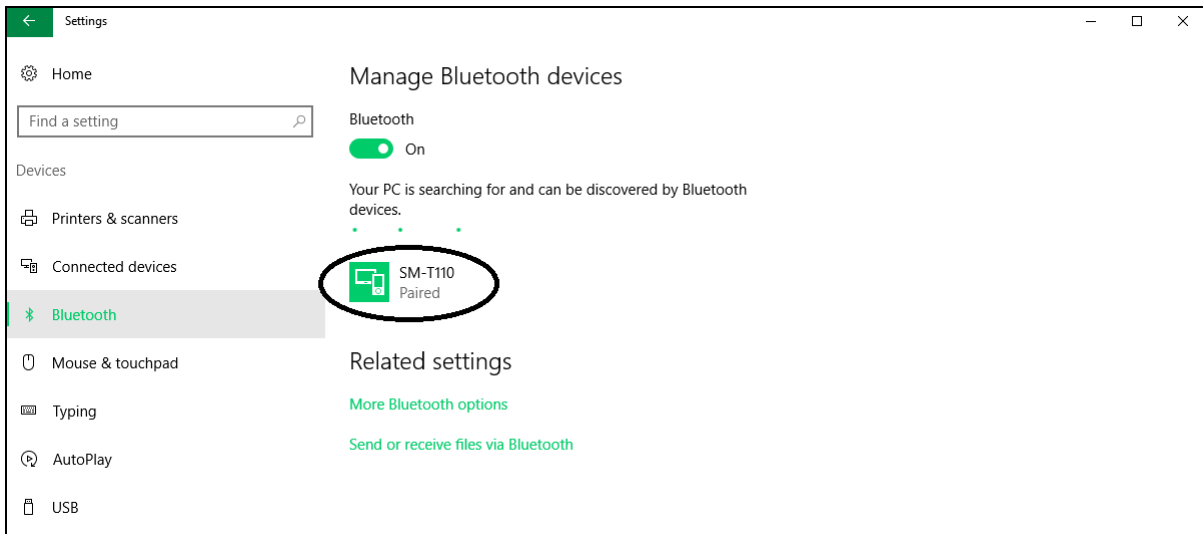 Settings
Home
Find a setting
Devices
Printers & scanners
Connected devices
Bluetooth
Mouse & touchpad
Typing
AutoPlay
USB
Manage Bluetooth devices
Bluetooth
On
Your PC is searching for and can be discovered by Bluetooth
devices.
SM-T110
Paired
Related settings
More Bluetooth options
Send or receive files via Bluetooth